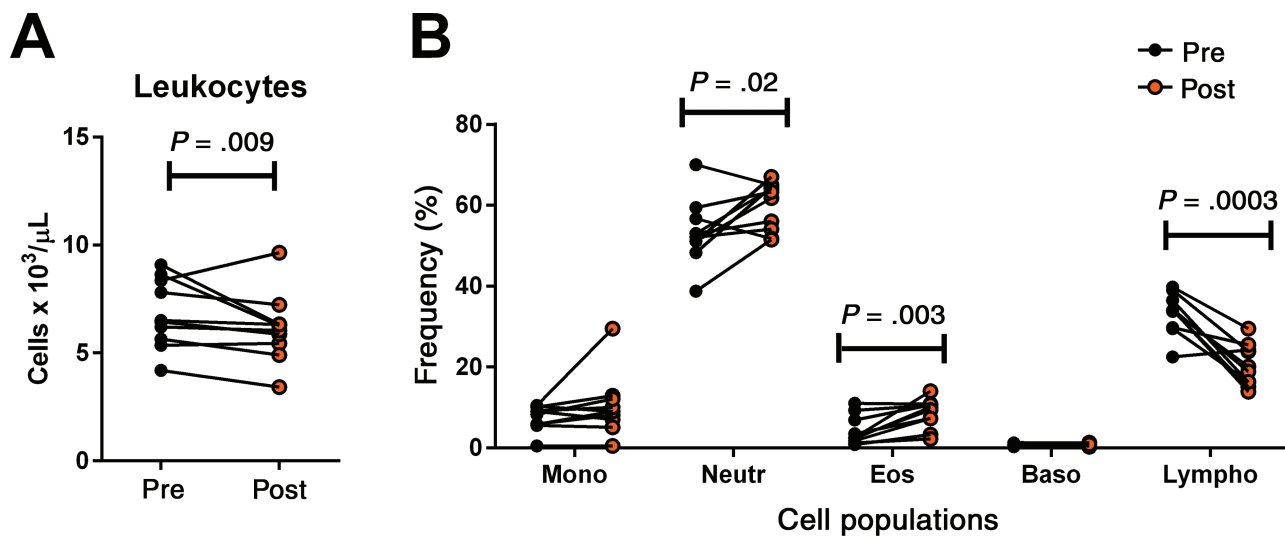 A
Leukocytes
P = .009
15
10
5
0
Cells x 10³/µL
Pre
Post
B
Pre
Post
P = .02
P = .003
P = .0003
80
60
40
20
0
Frequency (%)
Mono
Neutr
Eos
Baso
Lympho
Cell populations